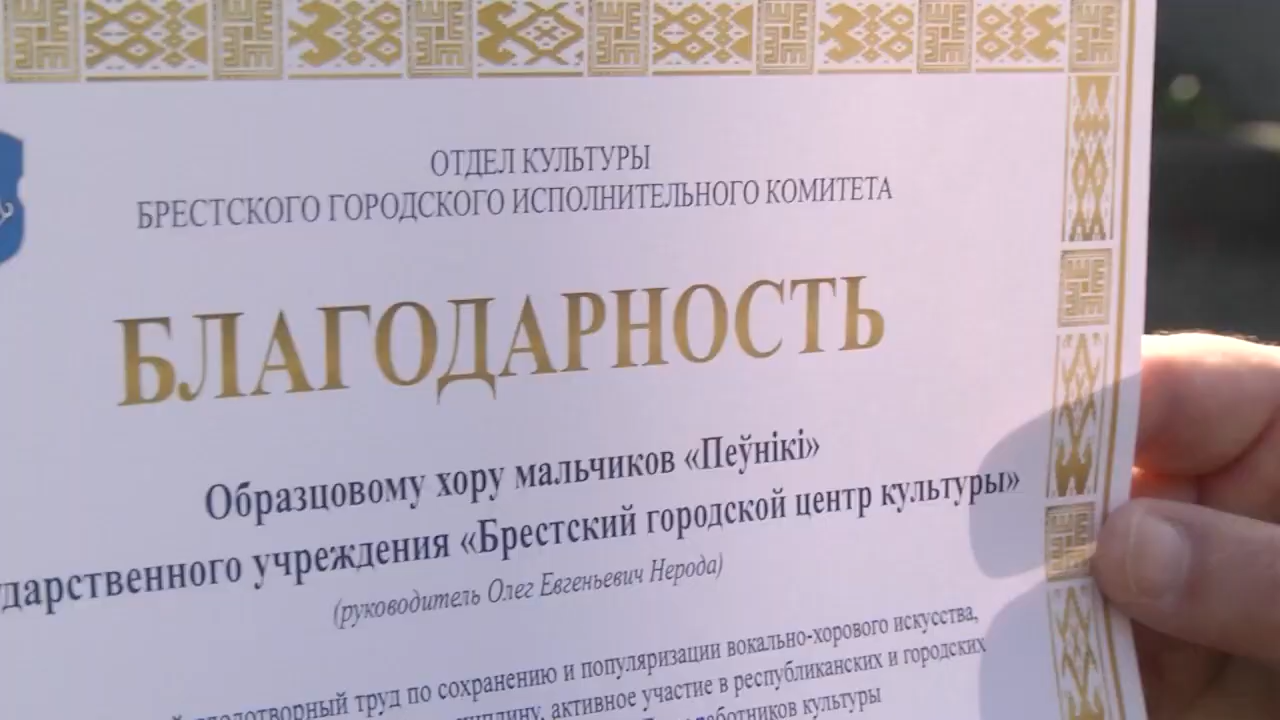 ОТДЕЛ КУЛЬТУРЫ
БРЕСТСКОГО ГОРОДСКОГО ИСПОЛНИТЕЛЬНОГО КОМИТЕТА
БЛАГОДАРНОСТЬ
Образцовому хору мальчиков «Пеўнікі»
дарственного учреждения «Брестский городской центр культуры»
(руководитель Олег Евгеньевич Нерода)
труд по сохранению и популяризации вокально-хорового искусства,
активное участие в республиканских и городских
работников культуры